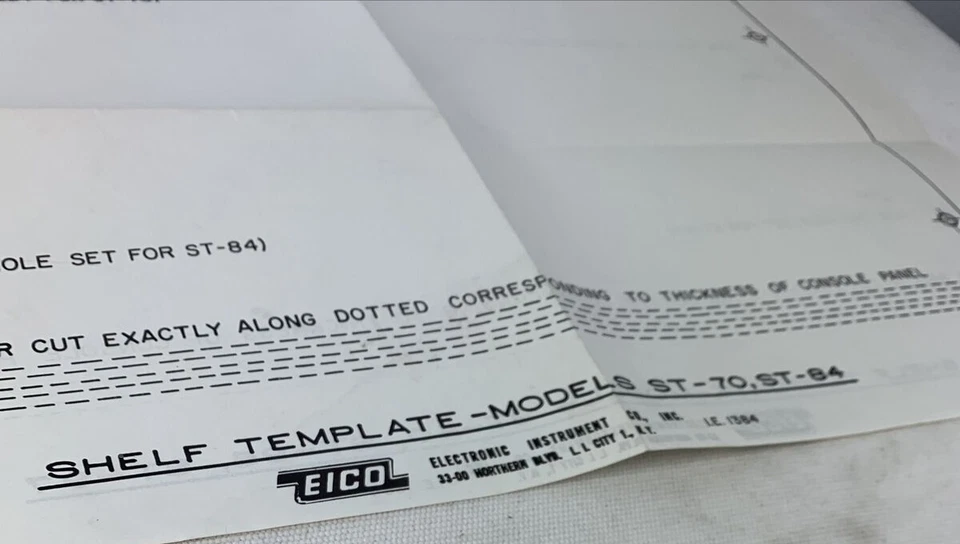 OLE SET FOR ST-84)
R CUT EXACTLY ALONG DOTTED CORRESPONDING TO THICKNESS OF CONSOLE PANEL
SHELF TEMPLATE-MODELS ST-70, ST-84
EICO
ELECTRONIC INSTRUMENT CO., INC. I.E. 1384
33-00 NORTHERN BLVD. L. I. CITY 1, N.Y.